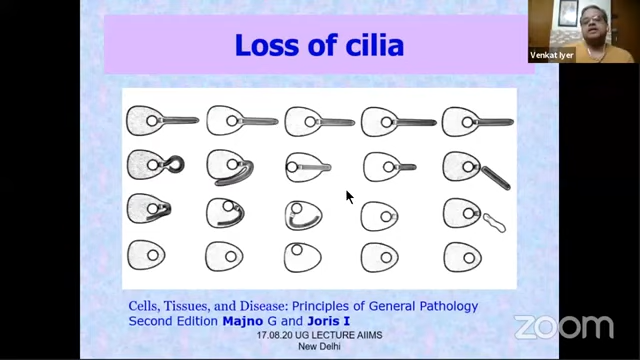 Loss of cilia
Venkat Iyer
Cells, Tissues, and Disease: Principles of General Pathology
Second Edition Majno G and Joris I
17.08.20 UG LECTURE AIIMS
New Delhi
zoom